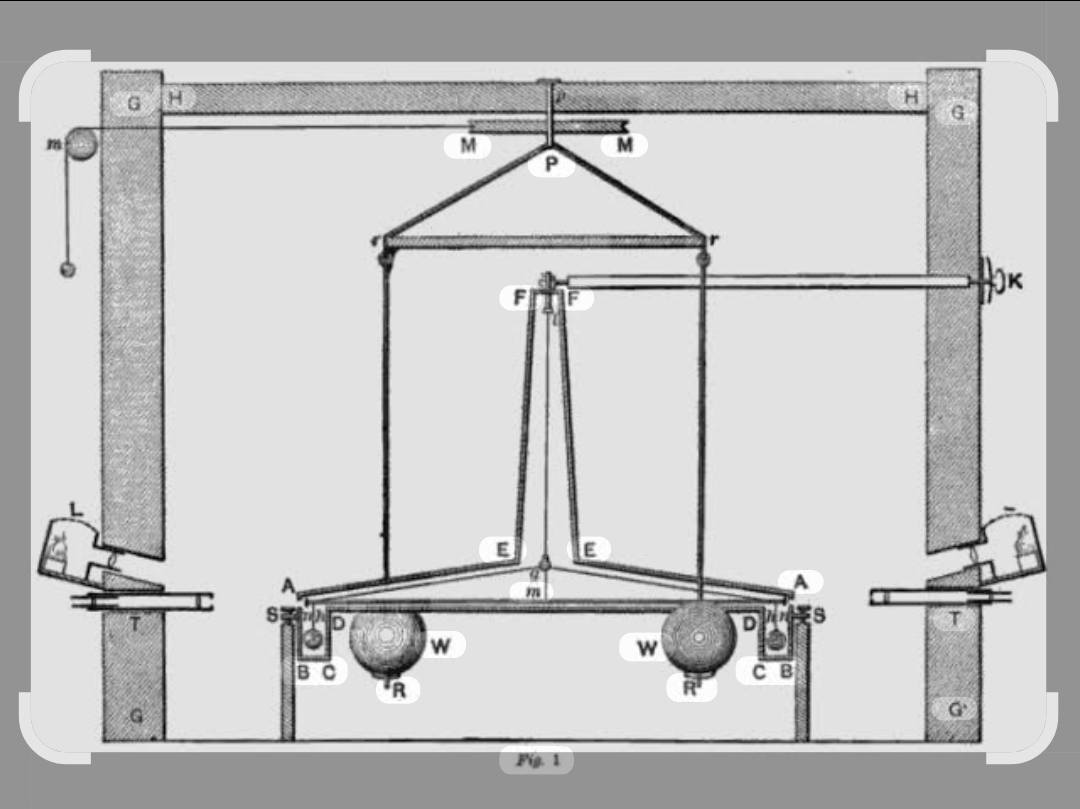 G H H G
m M M
P
r r
F F K
L
E E
g
A m A
S n h D D h n S
T T
W W
B C C B
R R
G G
Fig. 1